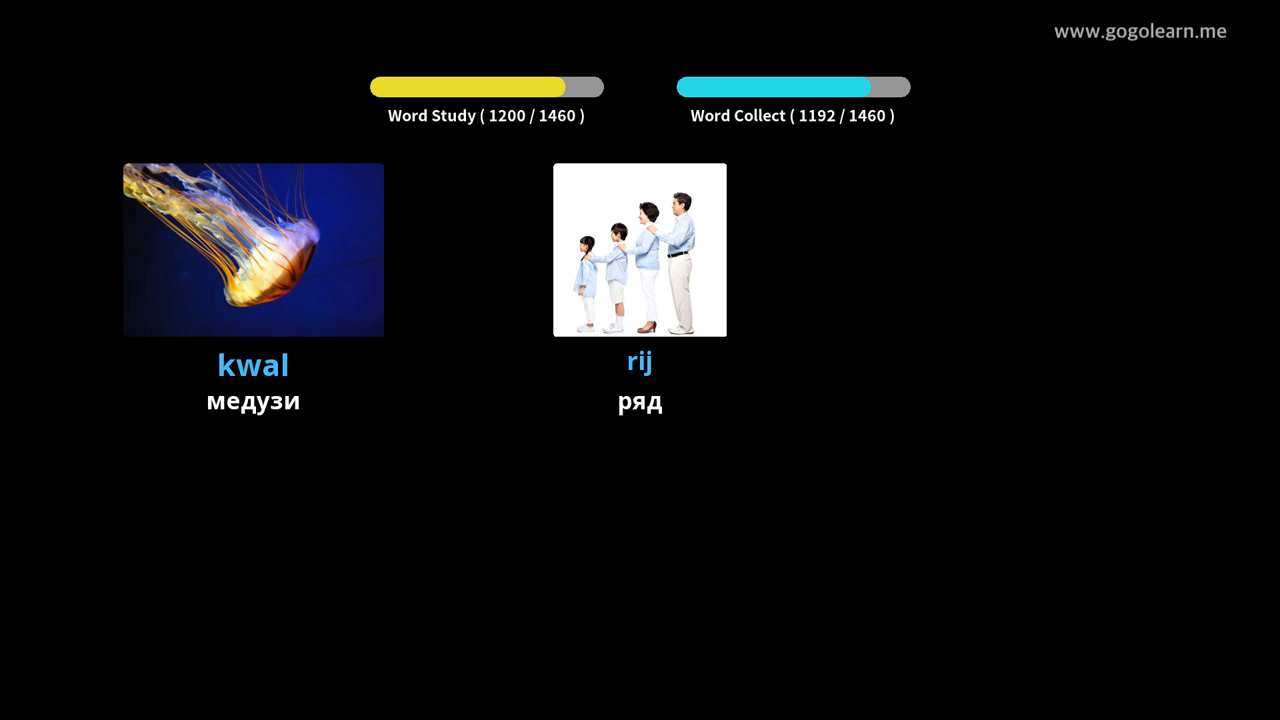 www.gogolearn.me
Word Study ( 1200 / 1460 )
Word Collect ( 1192 / 1460 )
kwal
медузи
rij
ряд